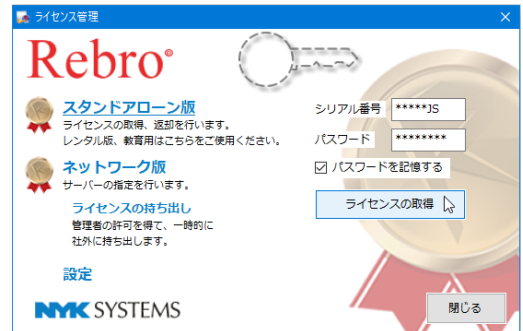 ライセンス管理
Rebro
スタンドアローン版
ライセンスの取得、返却を行います。
レンタル版、教育用はこちらをご使用ください。
ネットワーク版
サーバーの指定を行います。
ライセンスの持ち出し
管理者の許可を得て、一時的に
社外に持ち出します。
設定
NYK SYSTEMS
シリアル番号 *****JS
パスワード ********
パスワードを記憶する
ライセンスの取得
閉じる